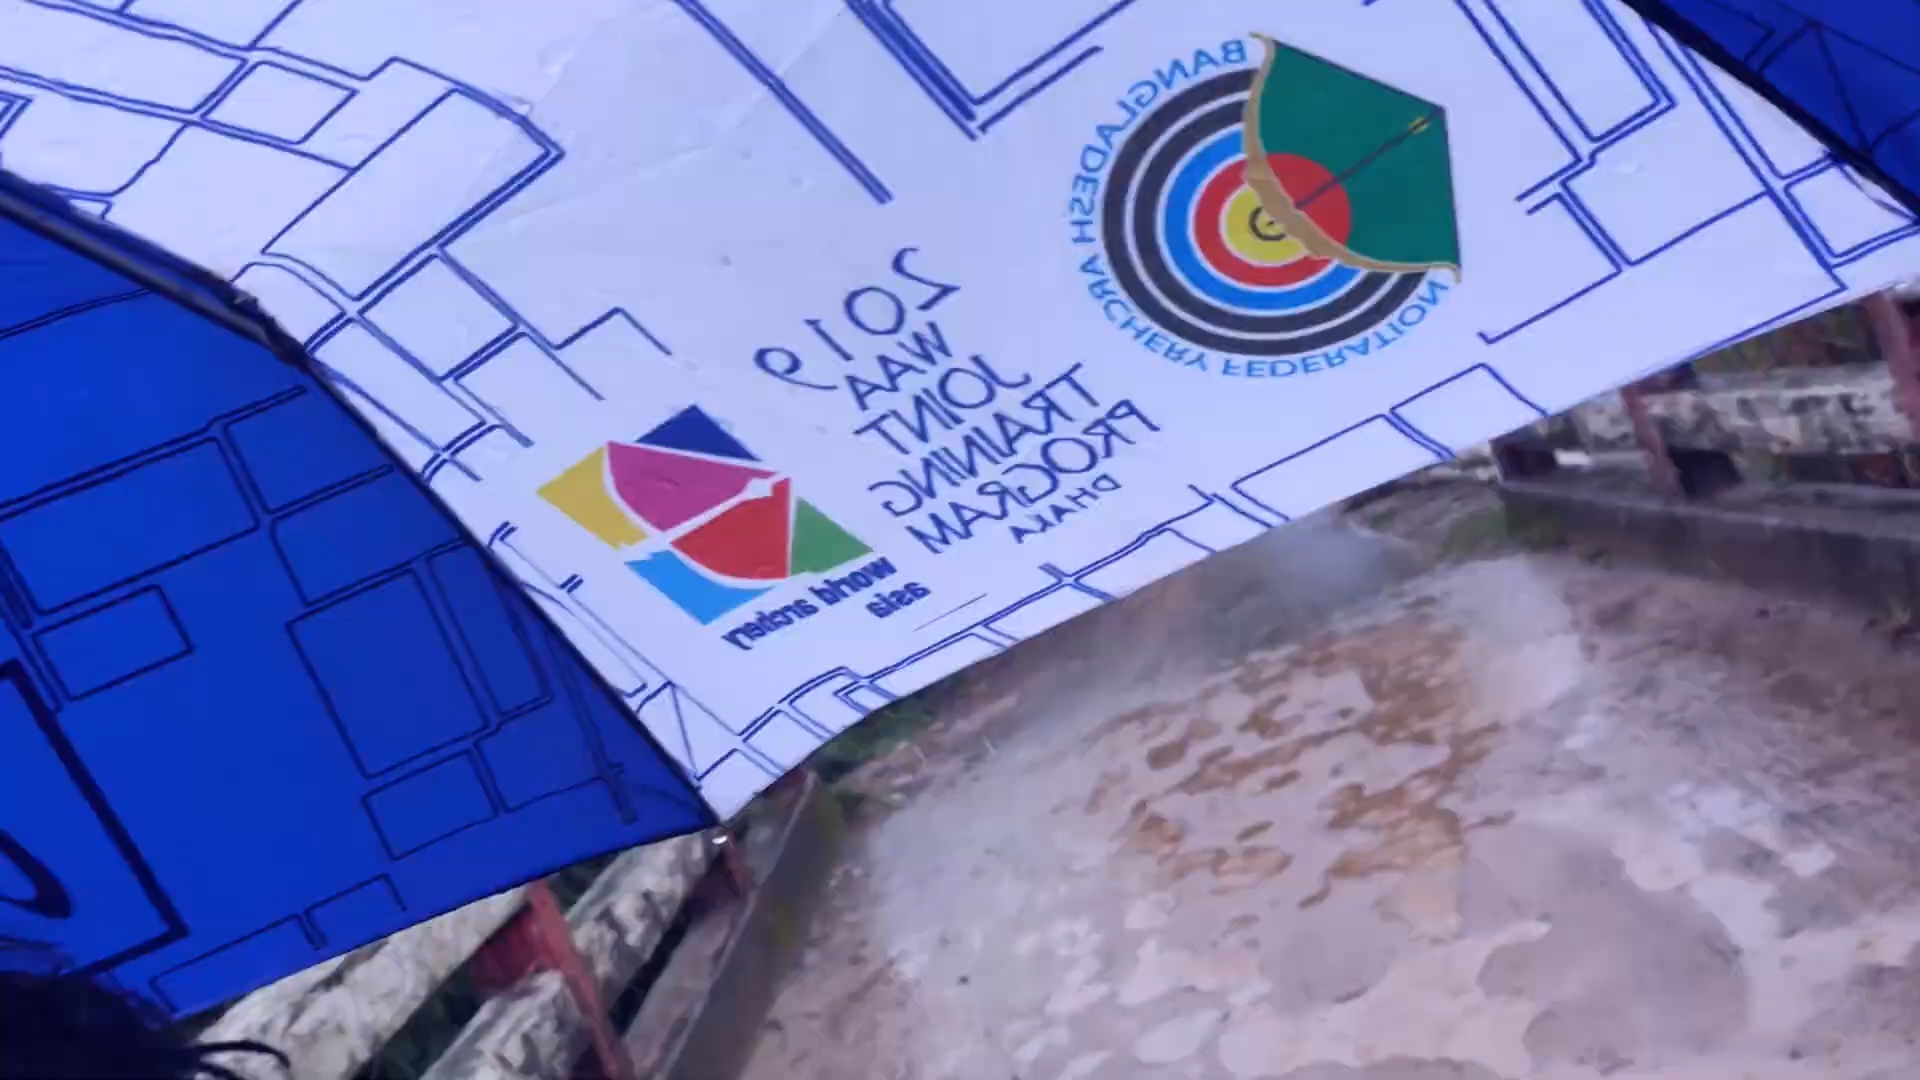 BANGLADESH ARCHERY FEDERATION
2019
WAA
JOINT
TRAINING
PROGRAM
DHAKA
world archery
asia